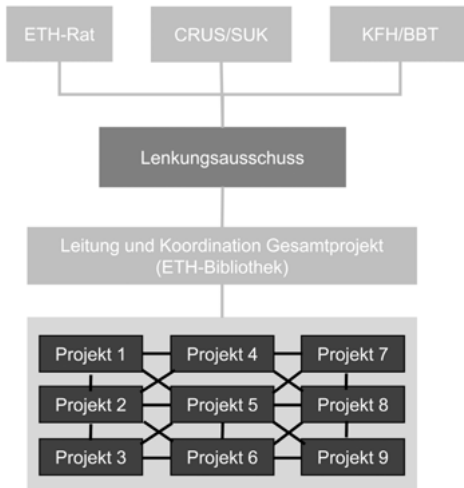 ETH-Rat
CRUS/SUK
KFH/BBT
Lenkungsausschuss
Leitung und Koordination Gesamtprojekt
(ETH-Bibliothek)
Projekt 1
Projekt 4
Projekt 7
Projekt 2
Projekt 5
Projekt 8
Projekt 3
Projekt 6
Projekt 9